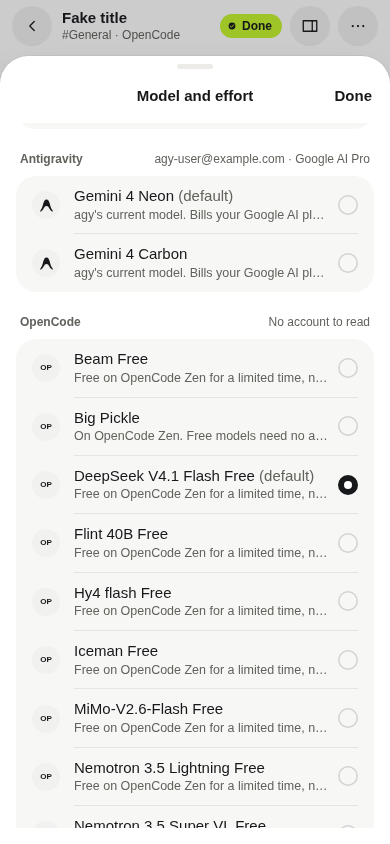 Fake title
#General · OpenCode
Done
Model and effort
Done
Antigravity
agy-user@example.com · Google AI Pro
Gemini 4 Neon (default)
agy's current model. Bills your Google AI pl…
Gemini 4 Carbon
agy's current model. Bills your Google AI pl…
OpenCode
No account to read
OP
Beam Free
Free on OpenCode Zen for a limited time, n…
OP
Big Pickle
On OpenCode Zen. Free models need no a…
OP
DeepSeek V4.1 Flash Free (default)
Free on OpenCode Zen for a limited time, n…
OP
Flint 40B Free
Free on OpenCode Zen for a limited time, n…
OP
Hy4 flash Free
Free on OpenCode Zen for a limited time, n…
OP
Iceman Free
Free on OpenCode Zen for a limited time, n…
OP
MiMo-V2.6-Flash Free
Free on OpenCode Zen for a limited time, n…
OP
Nemotron 3.5 Lightning Free
Free on OpenCode Zen for a limited time, n…
Nemotron 3.5 Super VL Free